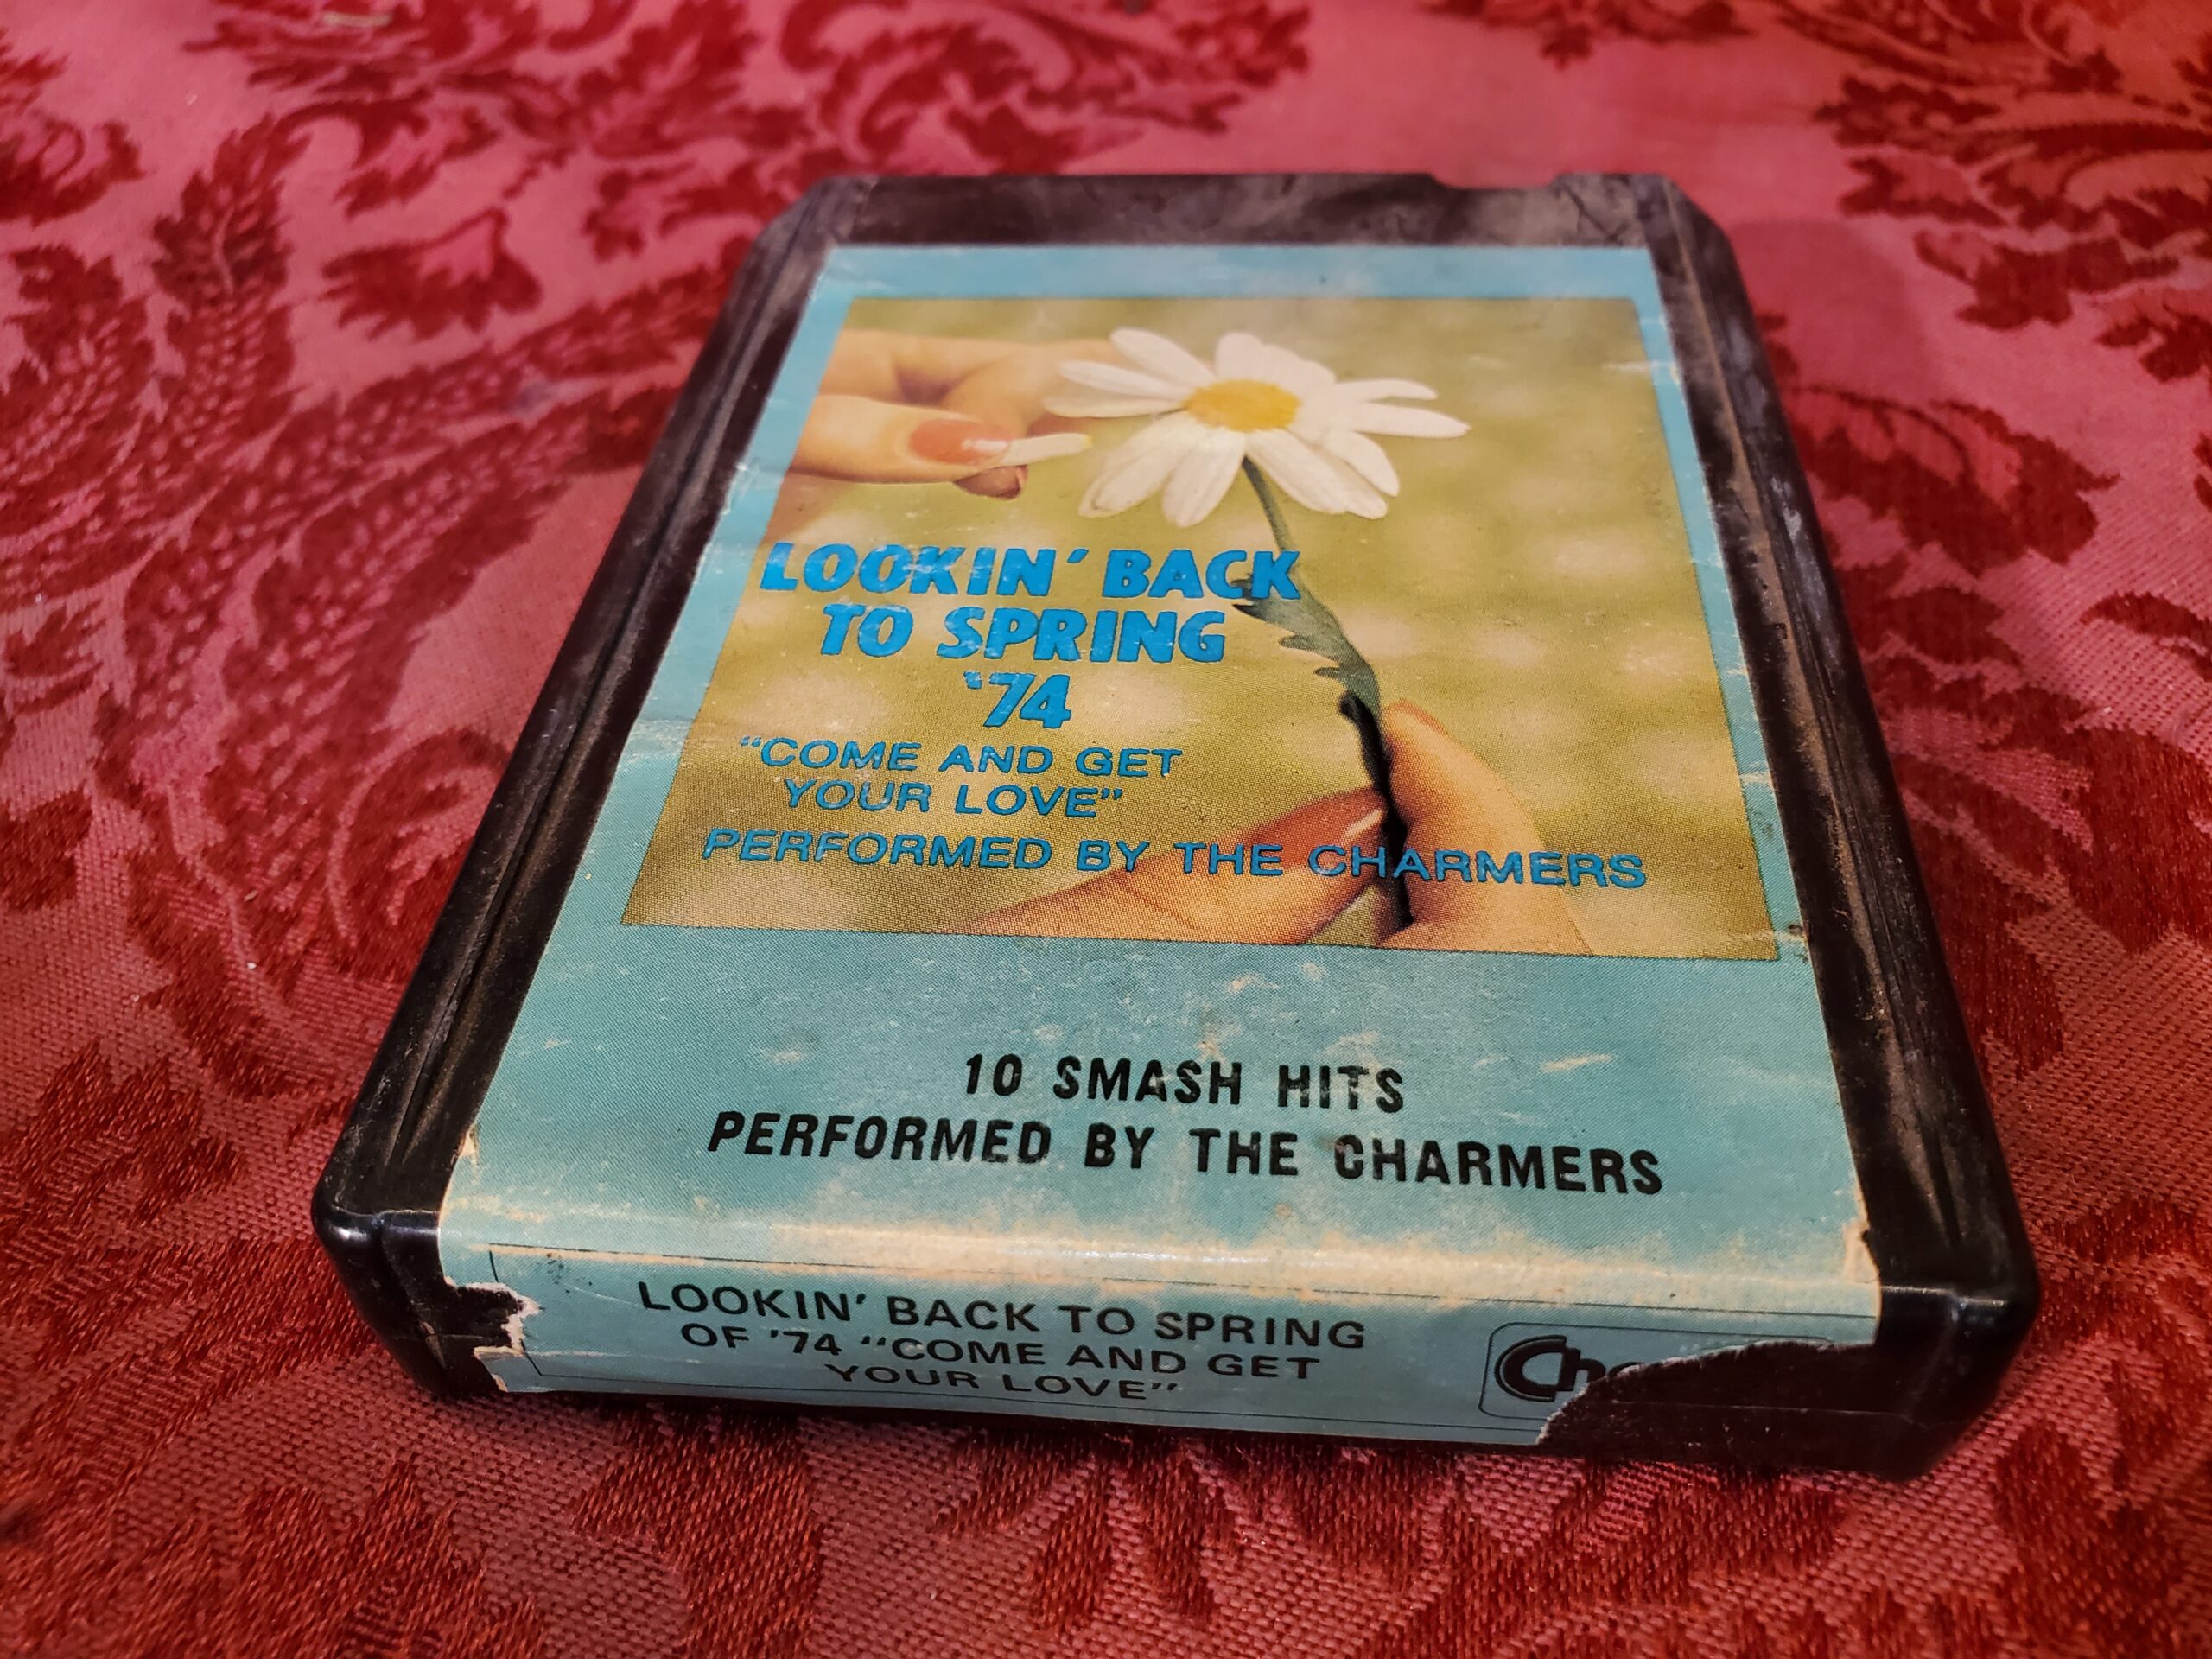 LOOKIN' BACK
TO SPRING
'74
"COME AND GET
YOUR LOVE"
PERFORMED BY THE CHARMERS
10 SMASH HITS
PERFORMED BY THE CHARMERS
LOOKIN' BACK TO SPRING
OF '74 "COME AND GET
YOUR LOVE"